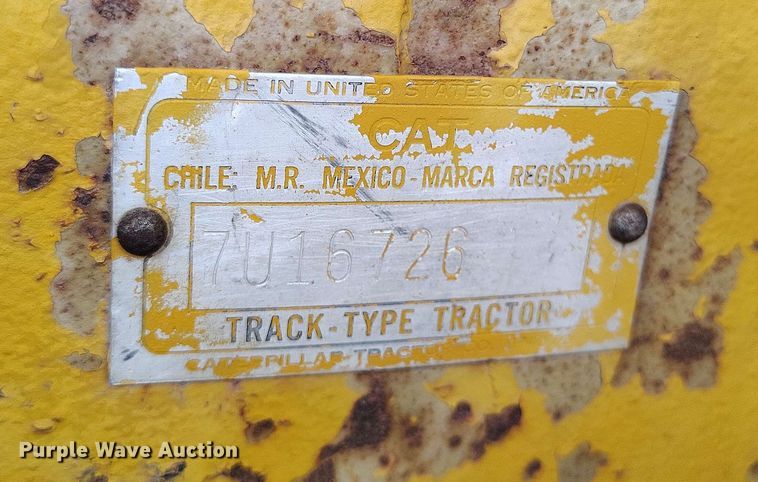 MADE IN UNITED STATES OF AMERICA
CAT
CHILE: M.R. MEXICO-MARCA REGISTRADA
7U16726
TRACK-TYPE TRACTOR
CATERPILLAR TRACTOR CO.
Purple Wave Auction